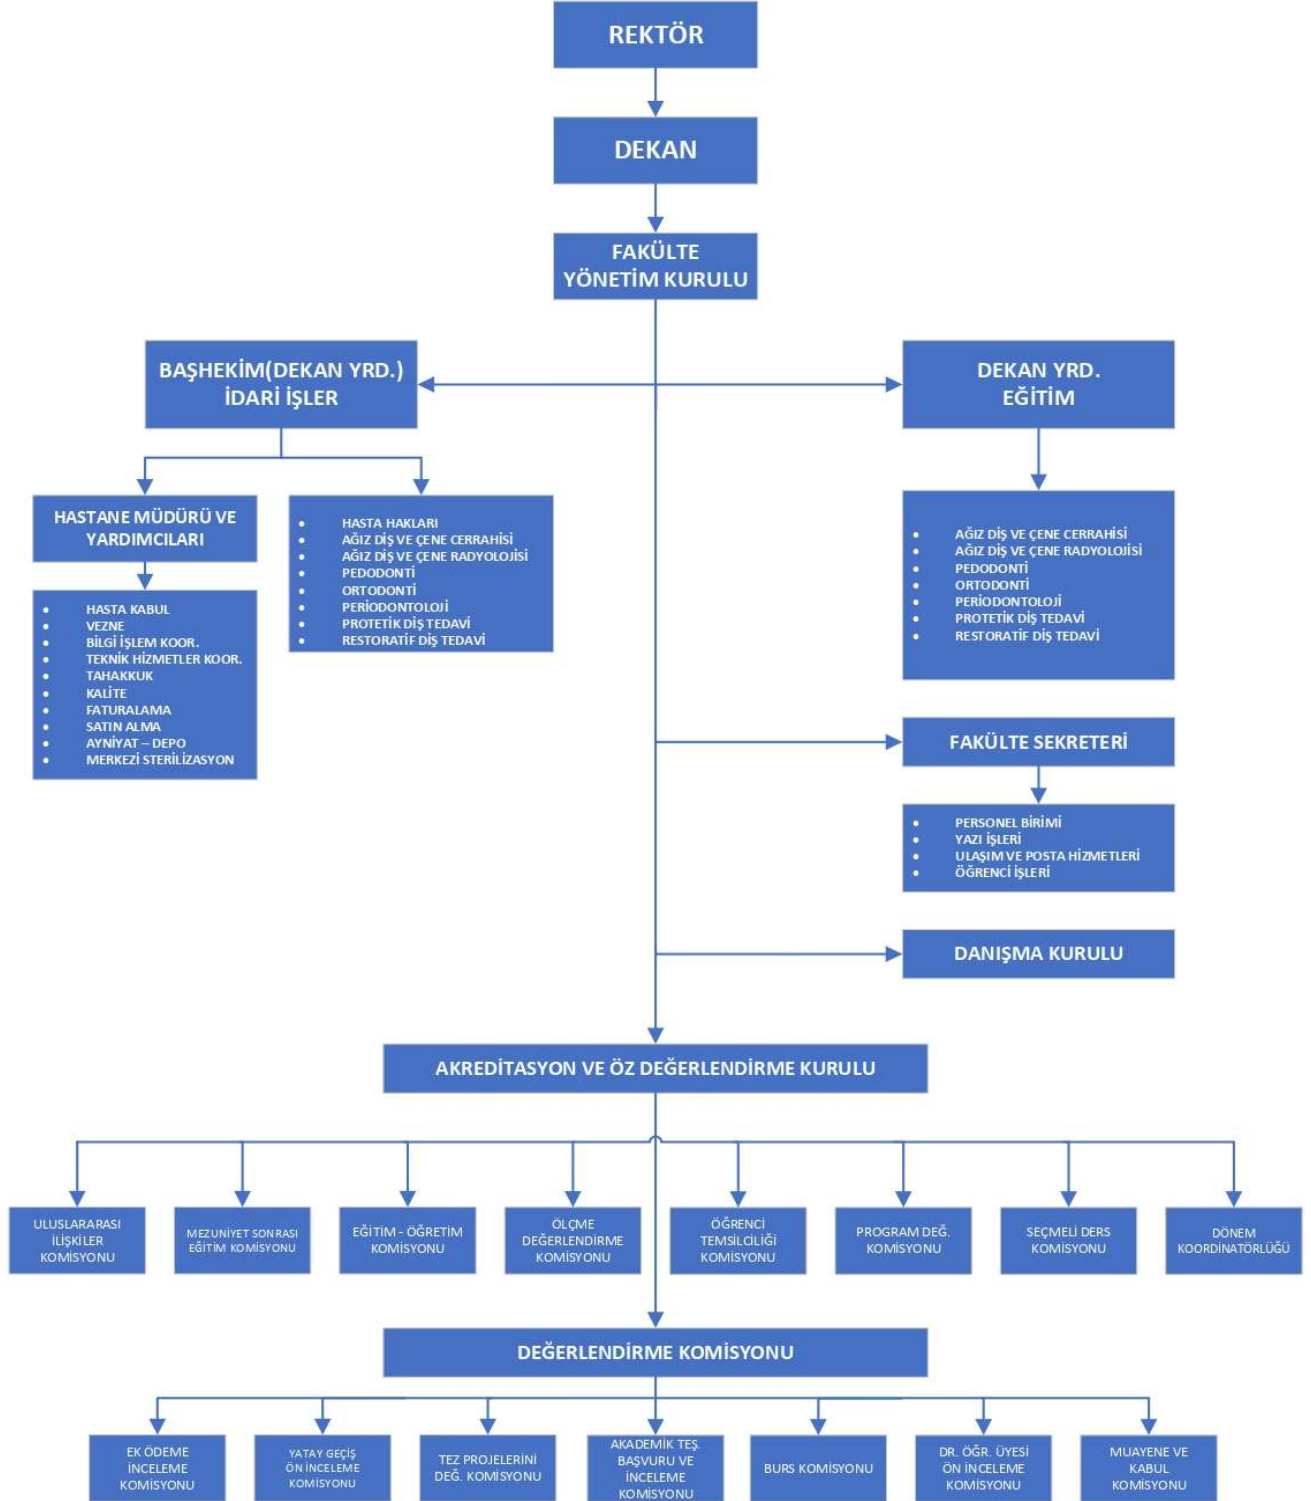 REKTÖR
DEKAN
FAKÜLTE
YÖNETİM KURULU
BAŞHEKİM(DEKAN YRD.)
İDARİ İŞLER
DEKAN YRD.
EĞİTİM
HASTANE MÜDÜRÜ VE
YARDIMCILARI
• HASTA HAKLARI
• AĞIZ DİŞ VE ÇENE CERRAHİSİ
• AĞIZ DİŞ VE ÇENE RADYOLOJİSİ
• PEDODONTİ
• ORTODONTİ
• PERİODONTOLOJİ
• PROTETİK DİŞ TEDAVİ
• RESTORATİF DİŞ TEDAVİ
• AĞIZ DİŞ VE ÇENE CERRAHİSİ
• AĞIZ DİŞ VE ÇENE RADYOLOJİSİ
• PEDODONTİ
• ORTODONTİ
• PERİODONTOLOJİ
• PROTETİK DİŞ TEDAVİ
• RESTORATİF DİŞ TEDAVİ
• HASTA KABUL
• VEZNE
• BİLGİ İŞLEM KOOR.
• TEKNİK HİZMETLER KOOR.
• TAHAKKUK
• KALİTE
• FATURALAMA
• SATIN ALMA
• AYNİYAT – DEPO
• MERKEZİ STERİLİZASYON
FAKÜLTE SEKRETERİ
• PERSONEL BİRİMİ
• YAZI İŞLERİ
• ULAŞIM VE POSTA HİZMETLERİ
• ÖĞRENCİ İŞLERİ
DANIŞMA KURULU
AKREDİTASYON VE ÖZ DEĞERLENDİRME KURULU
ULUSLARARASI
İLİŞKİLER
KOMİSYONU
MEZUNİYET SONRASI
EĞİTİM KOMİSYONU
EĞİTİM - ÖĞRETİM
KOMİSYONU
ÖLÇME
DEĞERLENDİRME
KOMİSYONU
ÖĞRENCİ
TEMSİLCİLİĞİ
KOMİSYONU
PROGRAM DEĞ.
KOMİSYONU
SEÇMELİ DERS
KOMİSYONU
DÖNEM
KOORDİNATÖRLÜĞÜ
DEĞERLENDİRME KOMİSYONU
EK ÖDEME
İNCELEME
KOMİSYONU
YATAY GEÇİŞ
ÖN İNCELEME
KOMİSYONU
TEZ PROJELERİNİ
DEĞ. KOMİSYONU
AKADEMİK TEŞ.
BAŞVURU VE
İNCELEME
KOMİSYONU
BURS KOMİSYONU
DR. ÖĞR. ÜYESİ
ÖN İNCELEME
KOMİSYONU
MUAYENE VE
KABUL
KOMİSYONU